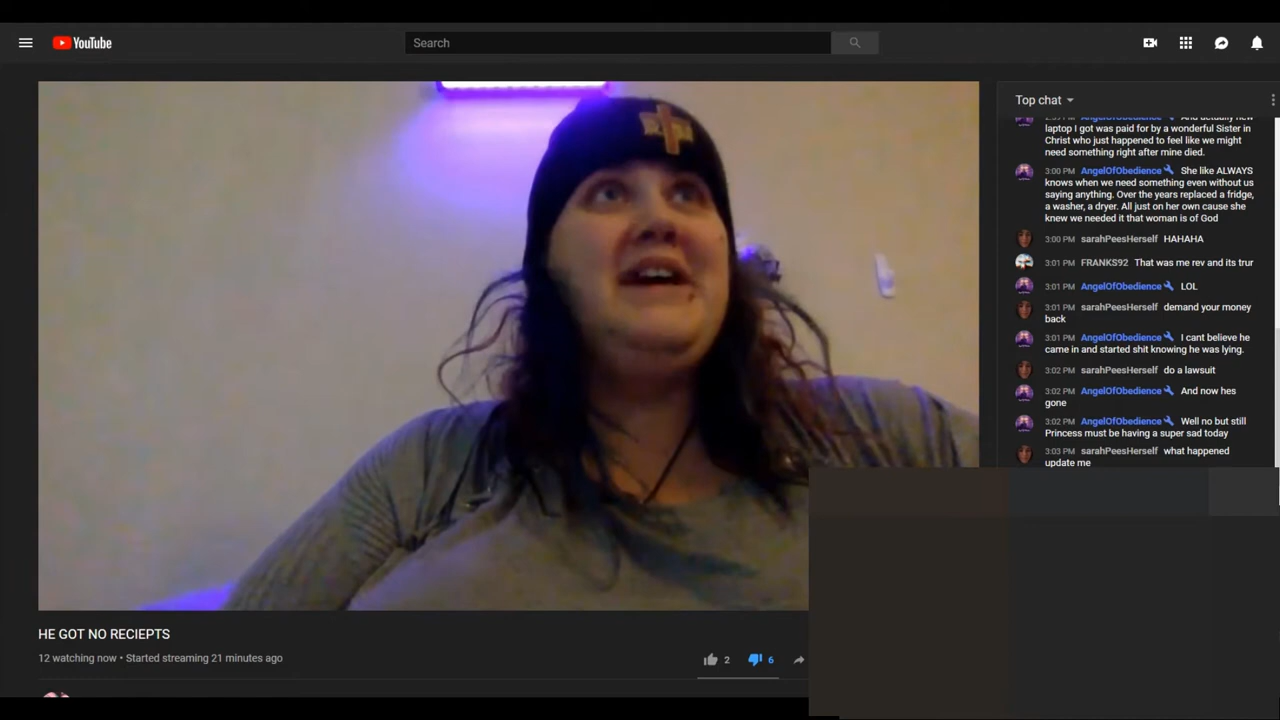 YouTube
Search
Top chat
AngelOfObedience And actually new
laptop I got was paid for by a wonderful Sister in
Christ who just happened to feel like we might
need something right after mine died.
3:00 PM AngelOfObedience She like ALWAYS
knows when we need something even without us
saying anything. Over the years replaced a fridge,
a washer, a dryer. All just on her own cause she
knew we needed it that woman is of God
3:00 PM sarahPeesHerself HAHAHA
3:01 PM FRANKS92 That was me rev and its trur
3:01 PM AngelOfObedience LOL
3:01 PM sarahPeesHerself demand your money
back
3:01 PM AngelOfObedience I cant believe he
came in and started shit knowing he was lying.
3:02 PM sarahPeesHerself do a lawsuit
3:02 PM AngelOfObedience And now hes
gone
3:02 PM AngelOfObedience Well no but still
Princess must be having a super sad today
3:03 PM sarahPeesHerself what happened
update me
HE GOT NO RECIEPTS
12 watching now • Started streaming 21 minutes ago
2
6